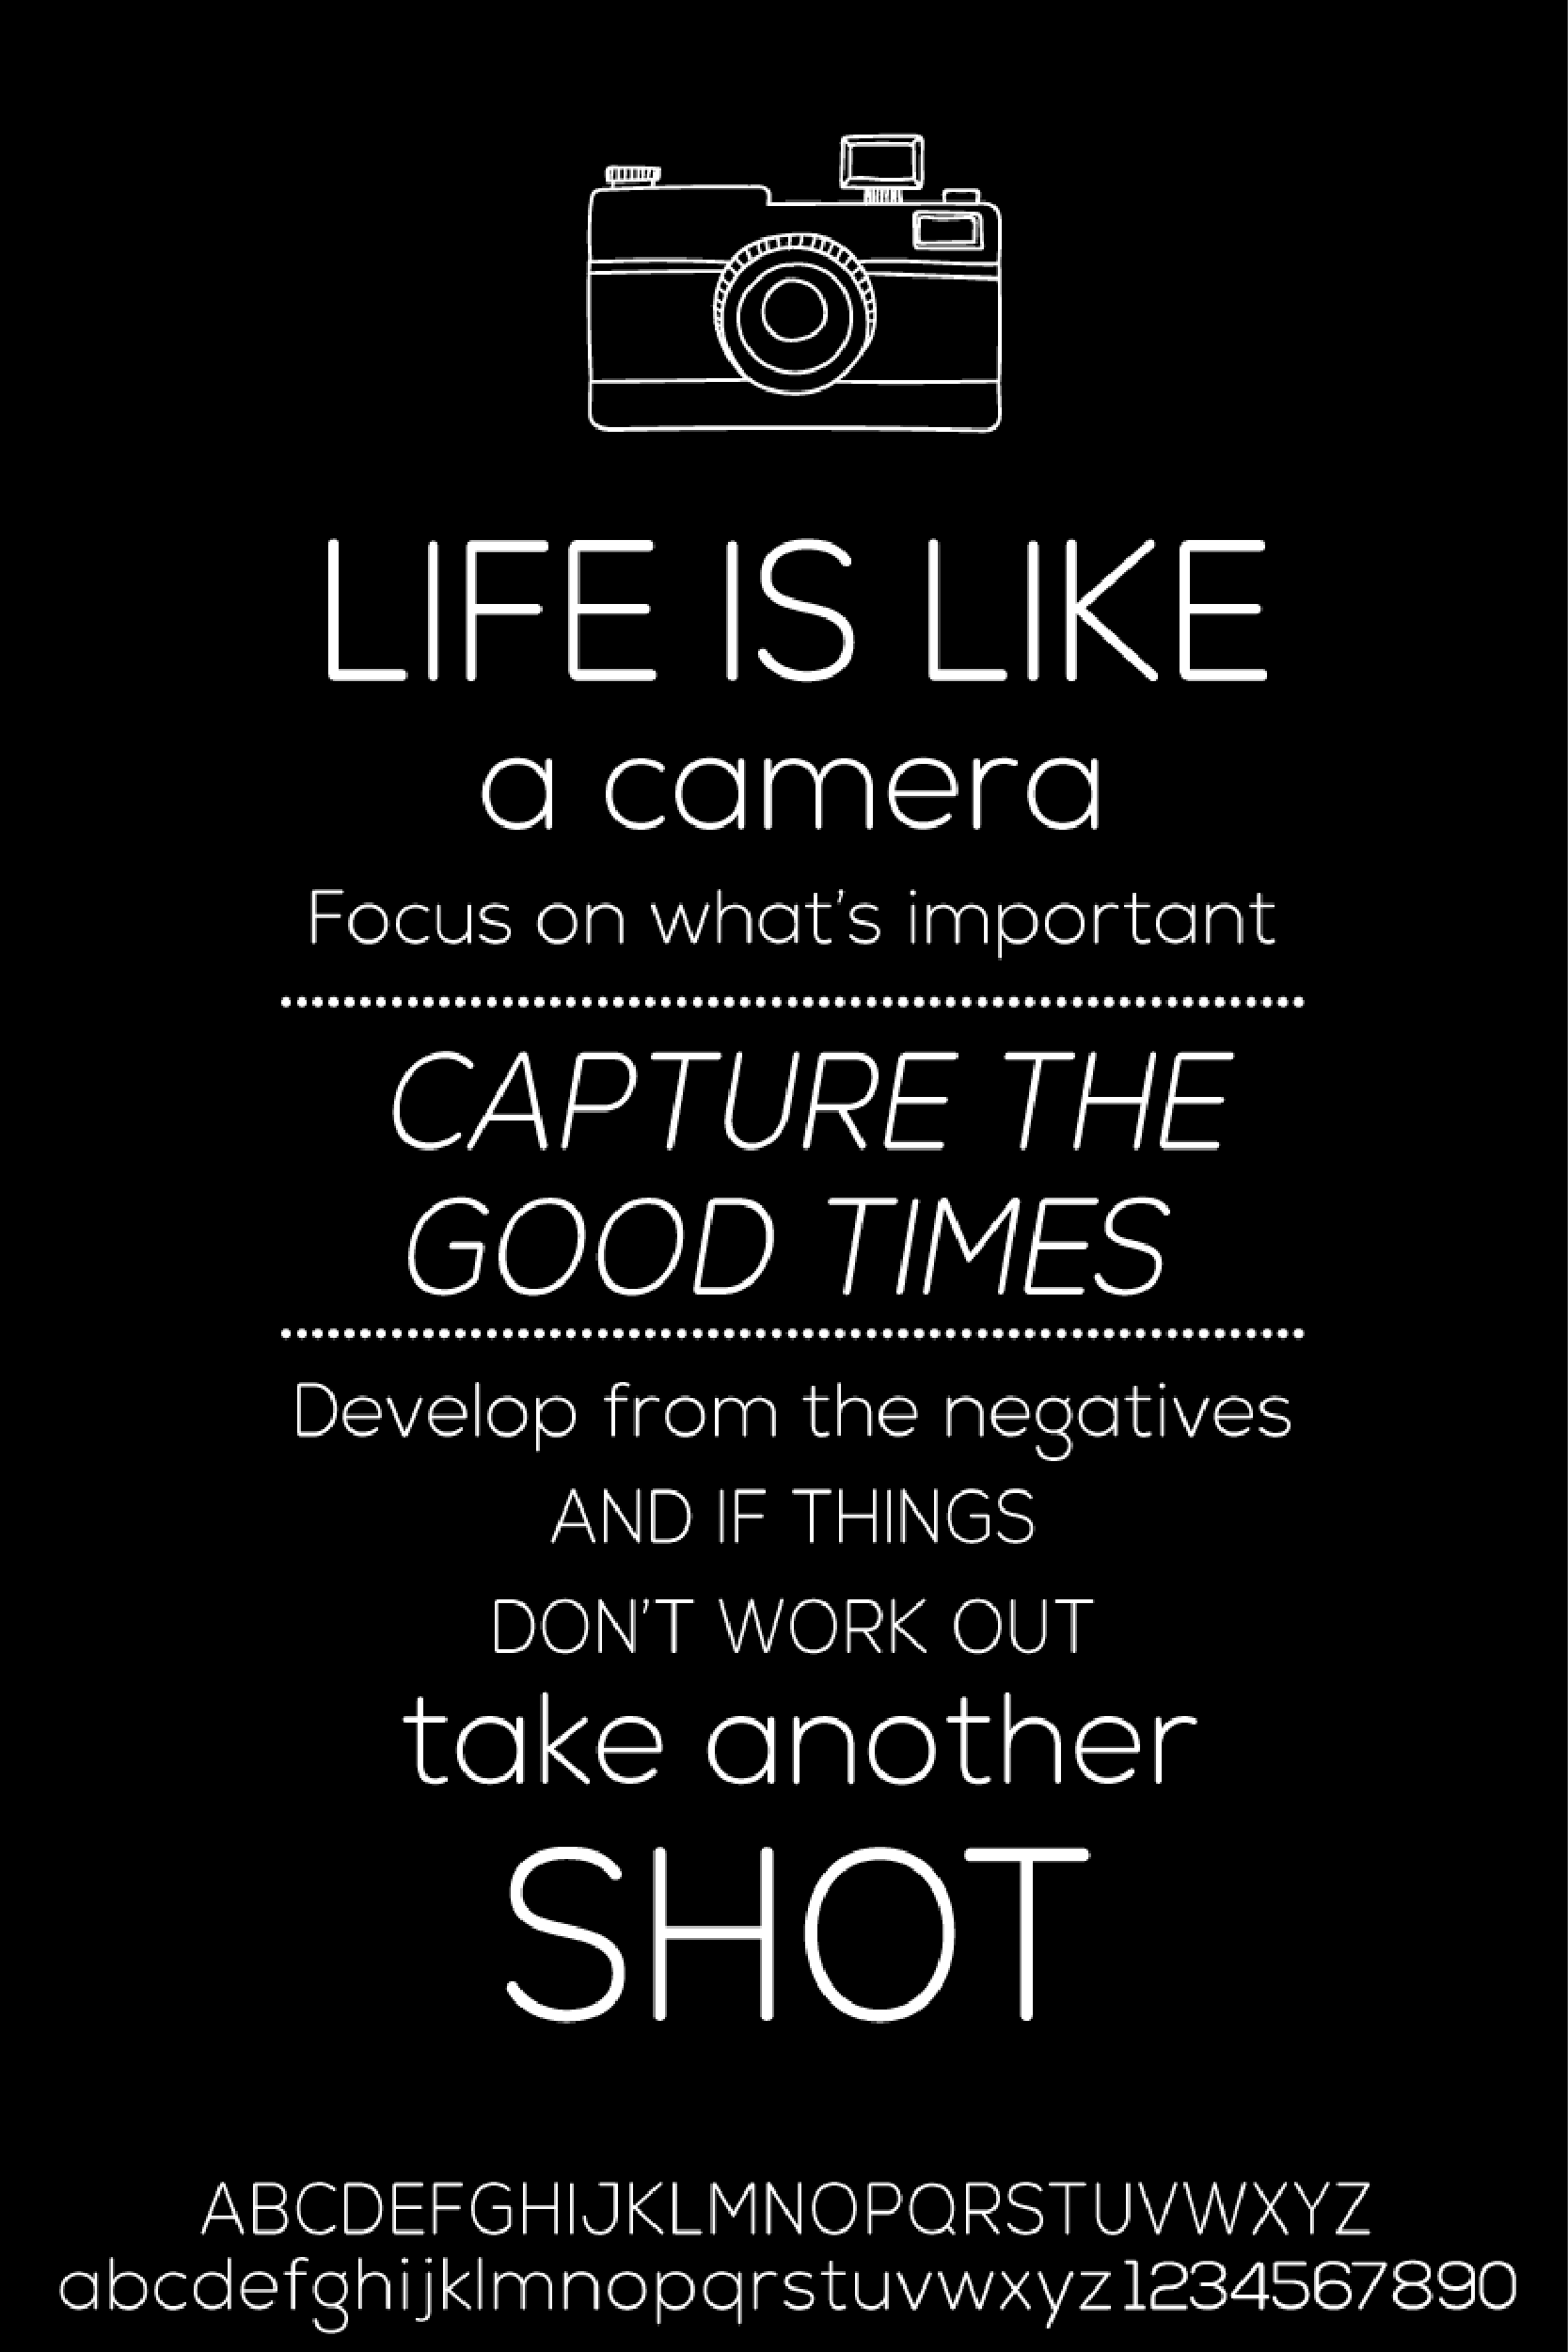 LIFE IS LIKE
a camera
Focus on what’s important
CAPTURE THE
GOOD TIMES
Develop from the negatives
AND IF THINGS
DON’T WORK OUT
take another
SHOT
ABCDEFGHIJKLMNOPQRSTUVWXYZ
abcdefghijklmnopqrstuvwxyz1234567890